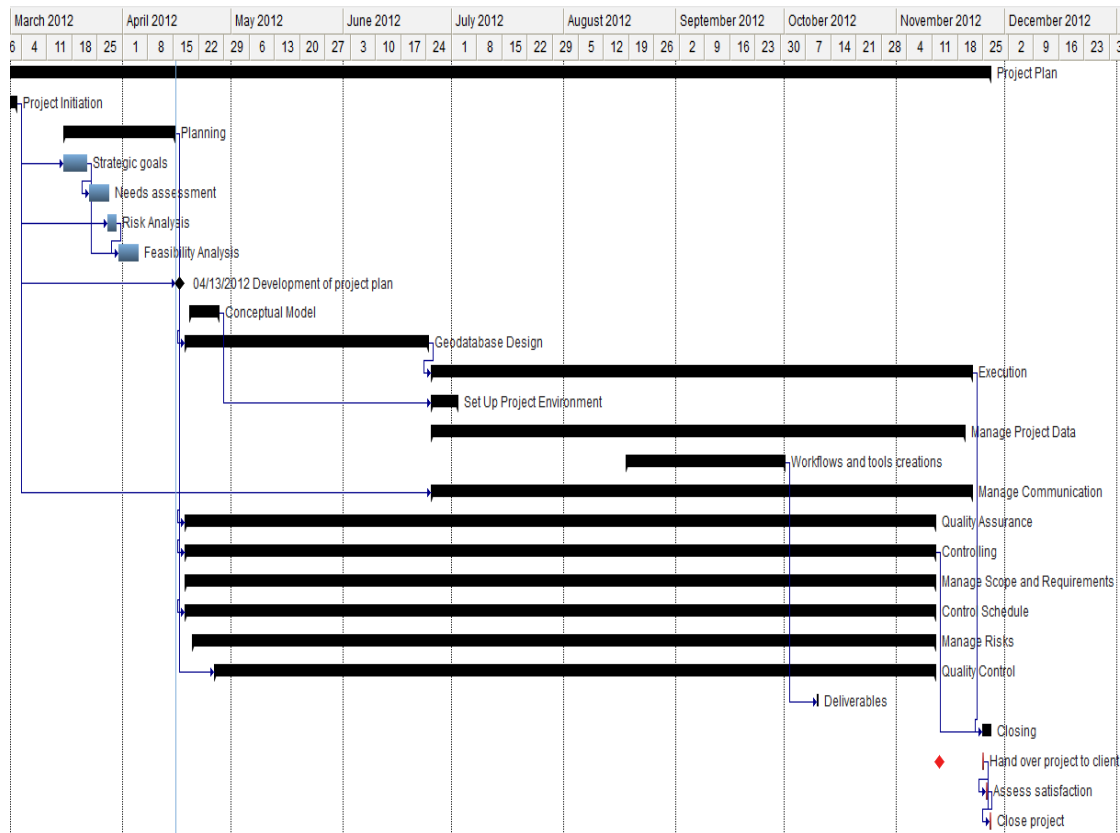 March 2012 April 2012 May 2012 June 2012 July 2012 August 2012 September 2012 October 2012 November 2012 December 2012
6 4 11 18 25 1 8 15 22 29 6 13 20 27 3 10 17 24 1 8 15 22 29 5 12 19 26 2 9 16 23 30 7 14 21 28 4 11 18 25 2 9 16 23 3
Project Plan
Project Initiation
Planning
Strategic goals
Needs assessment
Risk Analysis
Feasibility Analysis
04/13/2012 Development of project plan
Conceptual Model
Geodatabase Design
Execution
Set Up Project Environment
Manage Project Data
Workflows and tools creations
Manage Communication
Quality Assurance
Controlling
Manage Scope and Requirements
Control Schedule
Manage Risks
Quality Control
Deliverables
Closing
Hand over project to client
Assess satisfaction
Close project